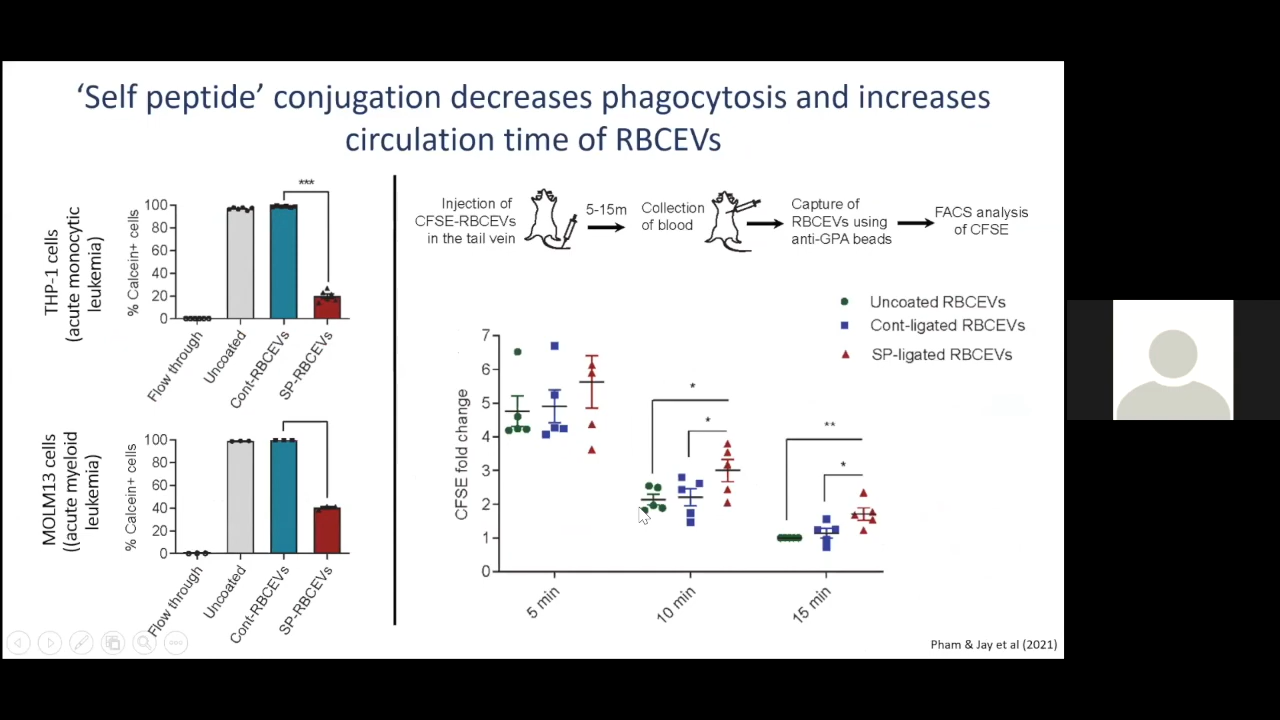 ‘Self peptide’ conjugation decreases phagocytosis and increases
circulation time of RBCEVs
THP-1 cells
(acute monocytic
leukemia)
% Calcein+ cells
100
80
60
40
20
0
***
Flow through
Uncoated
Cont-RBCEVs
SP-RBCEVs
MOLM13 cells
((acute myeloid
leukemia)
% Calcein+ cells
100
80
60
40
20
0
Flow through
Uncoated
Cont-RBCEVs
SP-RBCEVs
Injection of
CFSE-RBCEVs
in the tail vein
5-15m
Collection
of blood
Capture of
RBCEVs using
anti-GPA beads
FACS analysis
of CFSE
Uncoated RBCEVs
Cont-ligated RBCEVs
SP-ligated RBCEVs
CFSE fold change
7
6
5
4
3
2
1
0
*
*
**
*
5 min
10 min
15 min
Pham & Jay et al (2021)